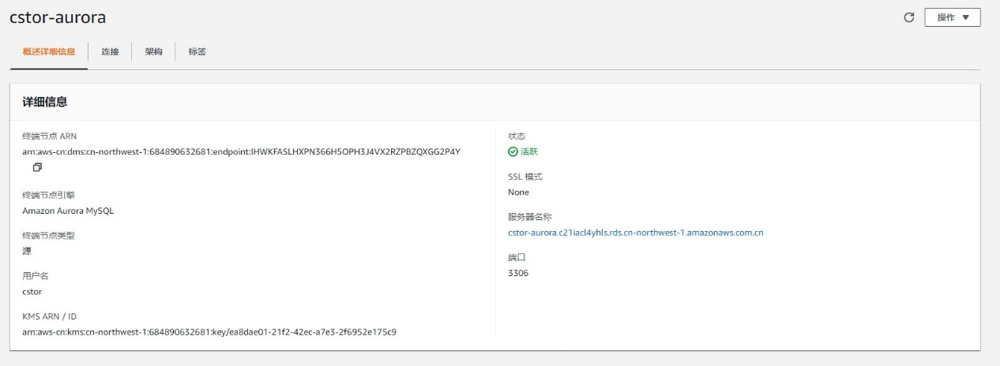 cstor-aurora
操作
概述详细信息
连接
架构
标签
详细信息
终端节点 ARN
arn:aws-cn:dms:cn-northwest-1:684890632681:endpoint:IHWKFASLHXPN366H5OPH3J4VX2RZPBZQXGG2P4Y
终端节点引擎
Amazon Aurora MySQL
终端节点类型
源
用户名
cstor
KMS ARN / ID
arn:aws-cn:kms:cn-northwest-1:684890632681:key/ea8dae01-21f2-42ec-a7e3-2f6952e175c9
状态
活跃
SSL 模式
None
服务器名称
cstor-aurora.c21iacl4yhls.rds.cn-northwest-1.amazonaws.com.cn
端口
3306